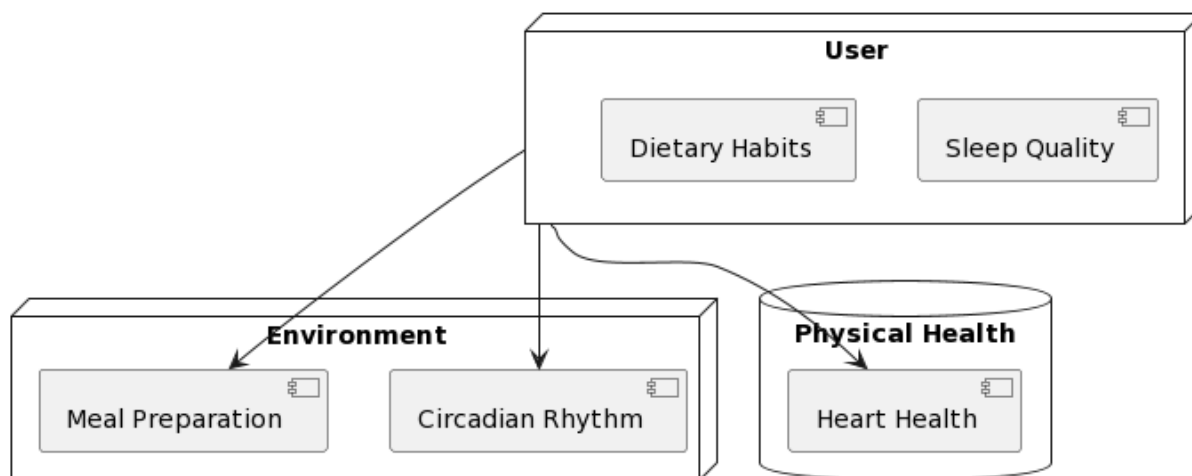 User
Dietary Habits
Sleep Quality
Environment
Physical Health
Meal Preparation
Circadian Rhythm
Heart Health